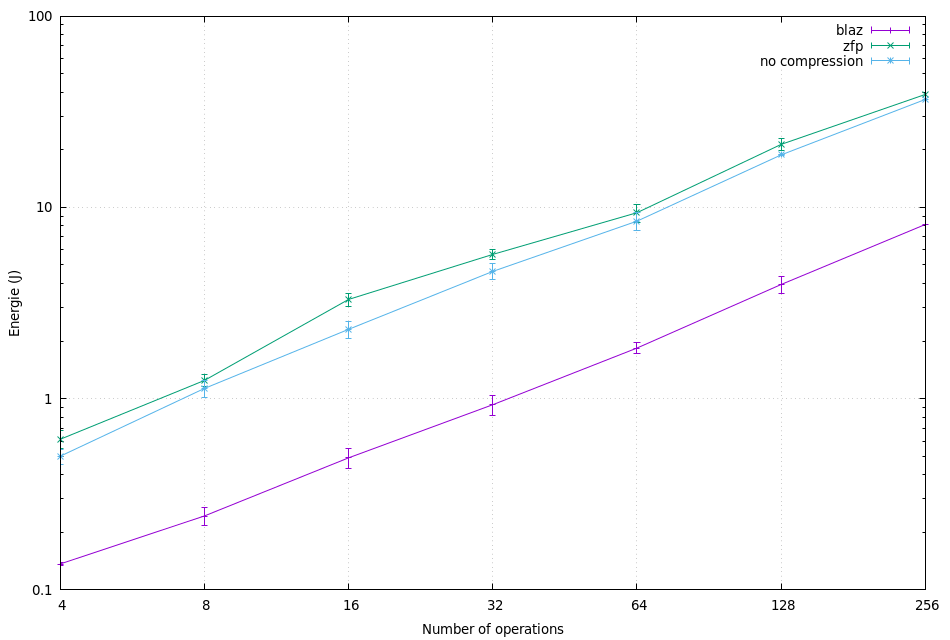 100
10
1
0.1
Energie (J)
blaz
zfp
no compression
4 8 16 32 64 128 256
Number of operations